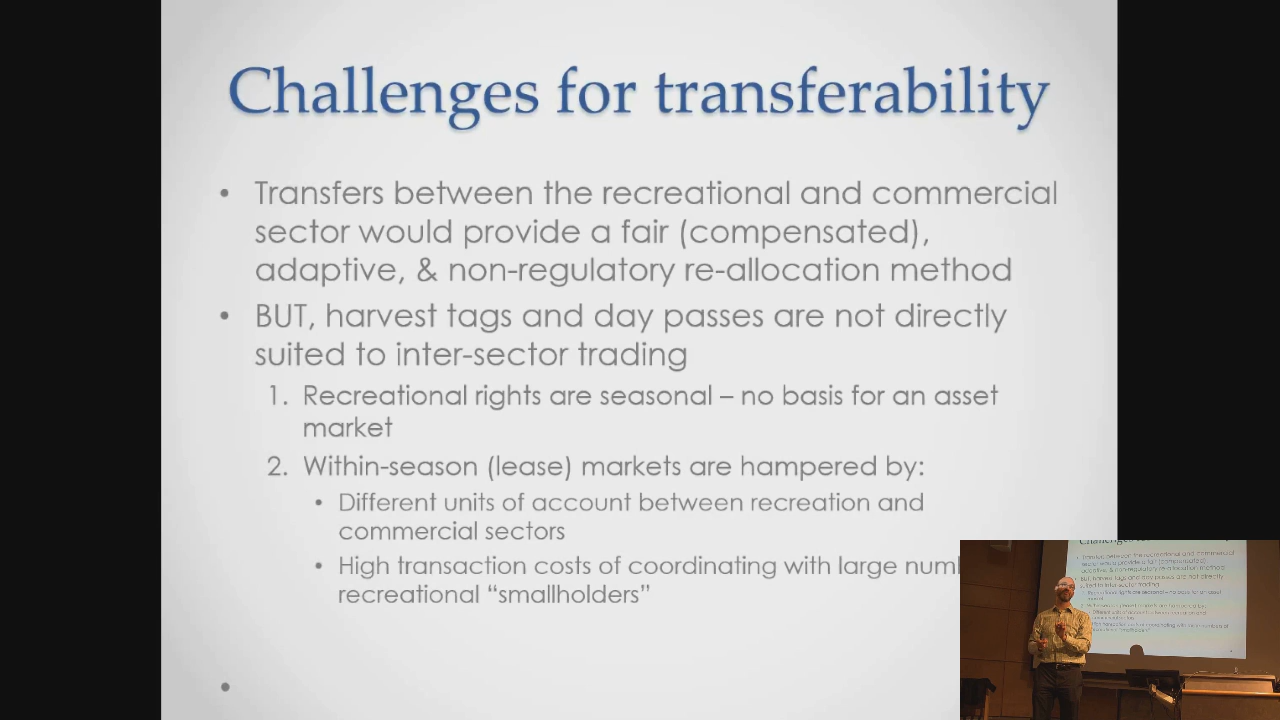 Challenges for transferability
• Transfers between the recreational and commercial
sector would provide a fair (compensated),
adaptive, & non-regulatory re-allocation method
• BUT, harvest tags and day passes are not directly
suited to inter-sector trading
1. Recreational rights are seasonal – no basis for an asset
market
2. Within-season (lease) markets are hampered by:
• Different units of account between recreation and
commercial sectors
• High transaction costs of coordinating with large
recreational “smallholders”
•